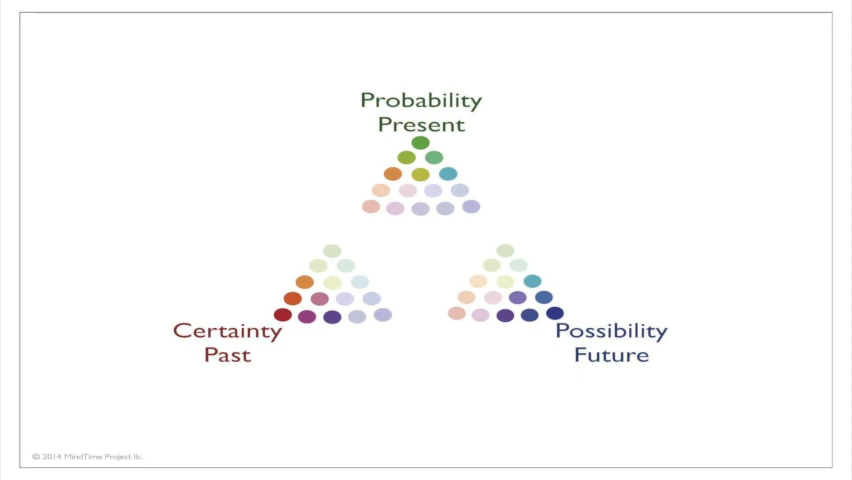 Probability
Present
Certainty
Past
Possibility
Future
© 2014 MindTime Project llc.